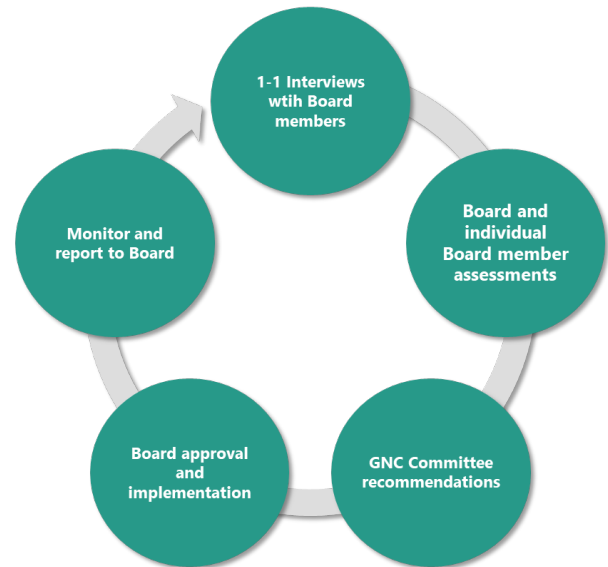 1-1 Interviews
wtih Board
members
Board and
individual
Board member
assessments
GNC Committee
recommendations
Board approval
and
implementation
Monitor and
report to Board